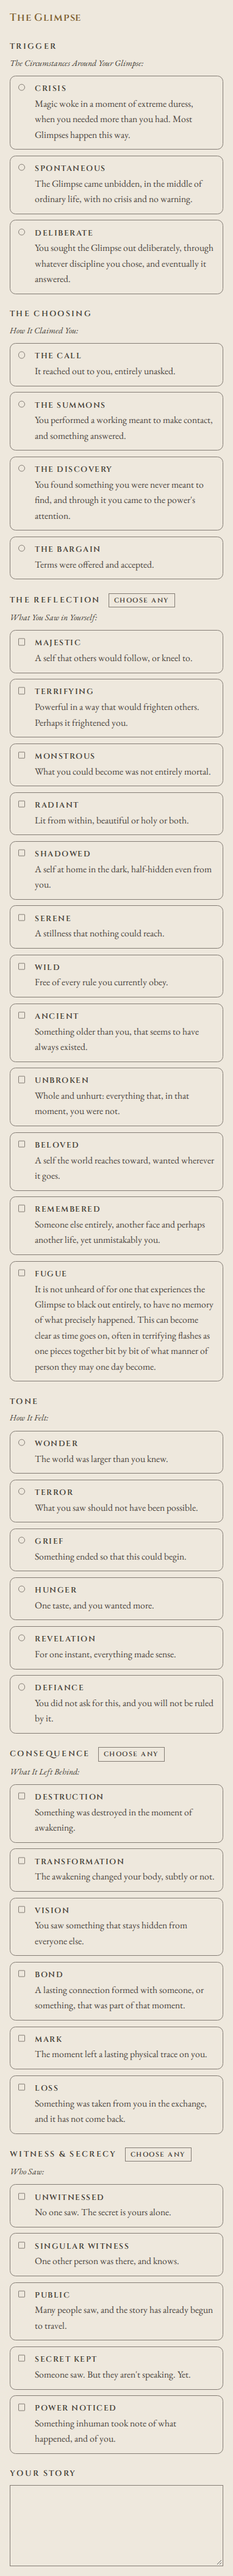 The Glimpse
TRIGGER
The Circumstances Around Your Glimpse:
CRISIS
Magic woke in a moment of extreme duress,
when you needed more than you had. Most
Glimpses happen this way.
SPONTANEOUS
The Glimpse came unbidden, in the middle of
ordinary life, with no crisis and no warning.
DELIBERATE
You sought the Glimpse out deliberately, through
whatever discipline you chose, and eventually it
answered.
THE CHOOSING
How It Claimed You:
THE CALL
It reached out to you, entirely unasked.
THE SUMMONS
You performed a working meant to make contact,
and something answered.
THE DISCOVERY
You found something you were never meant to
find, and through it you came to the power's
attention.
THE BARGAIN
Terms were offered and accepted.
THE REFLECTION CHOOSE ANY
What You Saw in Yourself:
MAJESTIC
A self that others would follow, or kneel to.
TERRIFYING
Powerful in a way that would frighten others.
Perhaps it frightened you.
MONSTROUS
What you could become was not entirely mortal.
RADIANT
Lit from within, beautiful or holy or both.
SHADOWED
A self at home in the dark, half-hidden even from
you.
SERENE
A stillness that nothing could reach.
WILD
Free of every rule you currently obey.
ANCIENT
Something older than you, that seems to have
always existed.
UNBROKEN
Whole and unhurt: everything that, in that
moment, you were not.
BELOVED
A self the world reaches toward, wanted wherever
it goes.
REMEMBERED
Someone else entirely, another face and perhaps
another life, yet unmistakably you.
FUGUE
It is not unheard of for one that experiences the
Glimpse to black out entirely, to have no memory
of what precisely happened. This can become
clear as time goes on, often in terrifying flashes as
one pieces together bit by bit of what manner of
person they may one day become.
TONE
How It Felt:
WONDER
The world was larger than you knew.
TERROR
What you saw should not have been possible.
GRIEF
Something ended so that this could begin.
HUNGER
One taste, and you wanted more.
REVELATION
For one instant, everything made sense.
DEFIANCE
You did not ask for this, and you will not be ruled
by it.
CONSEQUENCE CHOOSE ANY
What It Left Behind:
DESTRUCTION
Something was destroyed in the moment of
awakening.
TRANSFORMATION
The awakening changed your body, subtly or not.
VISION
You saw something that stays hidden from
everyone else.
BOND
A lasting connection formed with someone, or
something, that was part of that moment.
MARK
The moment left a lasting physical trace on you.
LOSS
Something was taken from you in the exchange,
and it has not come back.
WITNESS & SECRECY CHOOSE ANY
Who Saw:
UNWITNESSED
No one saw. The secret is yours alone.
SINGULAR WITNESS
One other person was there, and knows.
PUBLIC
Many people saw, and the story has already begun
to travel.
SECRET KEPT
Someone saw. But they aren't speaking. Yet.
POWER NOTICED
Something inhuman took note of what
happened, and of you.
YOUR STORY